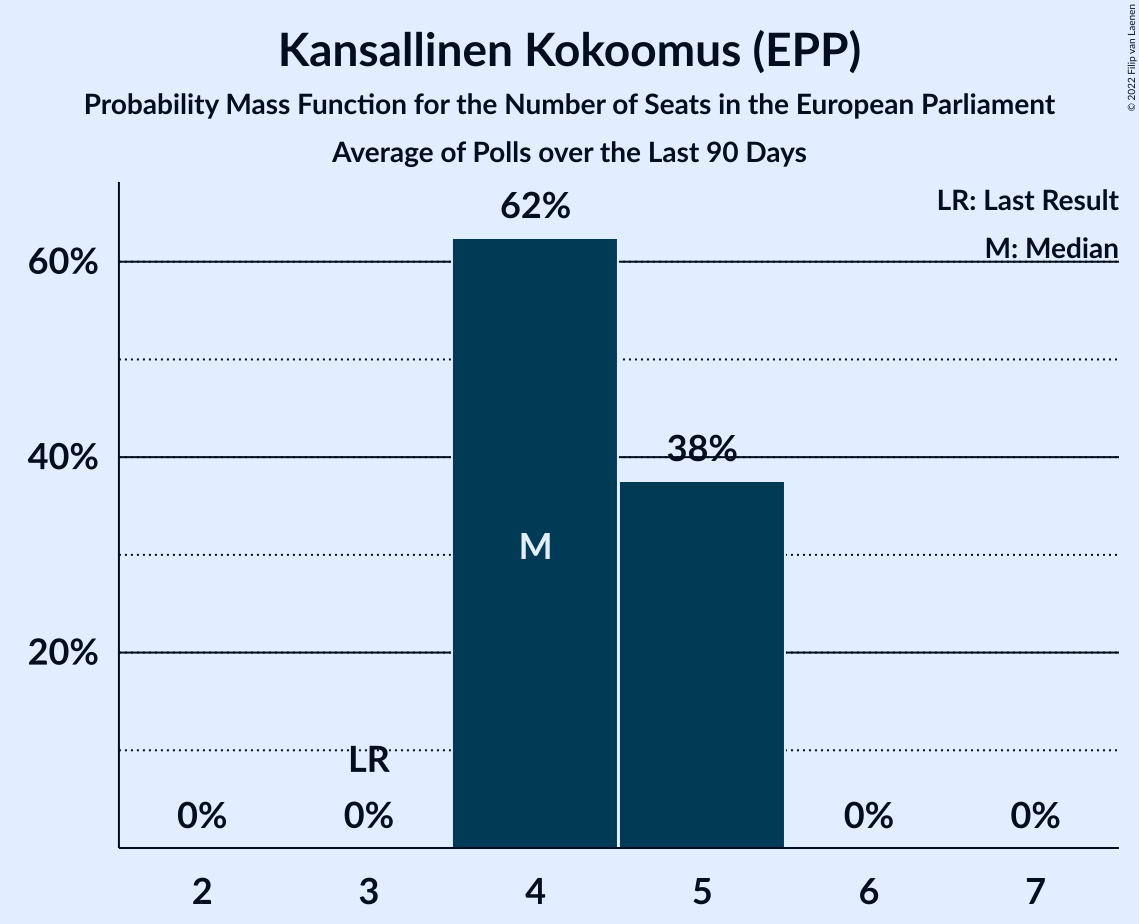 Kansallinen Kokoomus (EPP)
Probability Mass Function for the Number of Seats in the European Parliament
Average of Polls over the Last 90 Days
© 2022 Filip van Laenen
LR: Last Result
M: Median
62%
60%
38%
40%
M
20%
LR
0%
0%
0%
0%
2
3
4
5
6
7